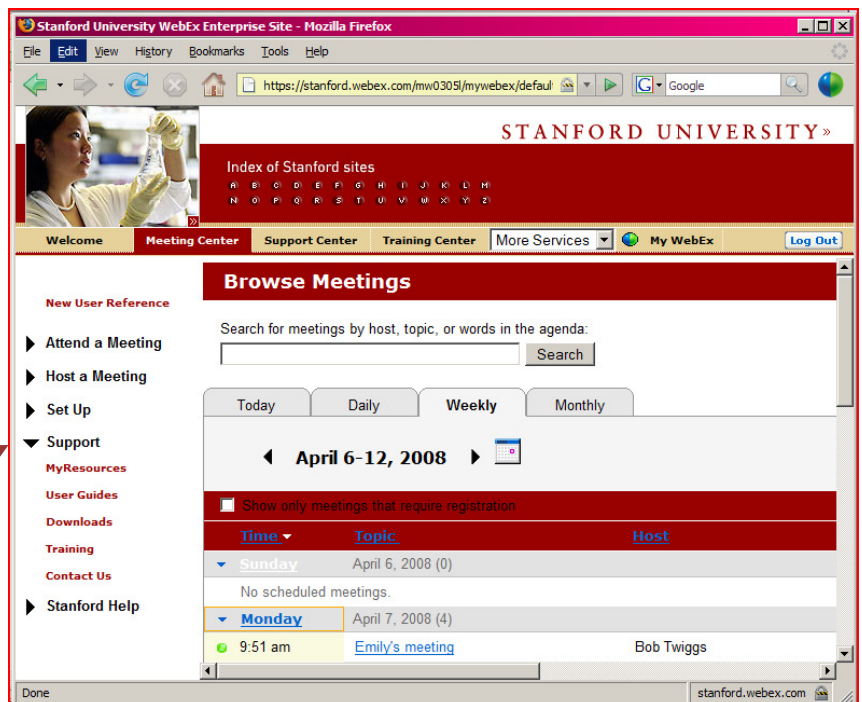 Stanford University WebEx Enterprise Site - Mozilla Firefox
File Edit View History Bookmarks Tools Help
https://stanford.webex.com/mw0305l/mywebex/defaul
G Google
STANFORD UNIVERSITY»
Index of Stanford sites
A B C D E F G H I J K L M
N O P Q R S T U V W X Y Z
»
Welcome Meeting Center Support Center Training Center More Services My WebEx Log Out
Browse Meetings
New User Reference
Search for meetings by host, topic, or words in the agenda:
Search
Attend a Meeting
Host a Meeting
Set Up
Support
MyResources
User Guides
Downloads
Training
Contact Us
Stanford Help
Today Daily Weekly Monthly
April 6-12, 2008
Show only meetings that require registration
Time Topic Host
Sunday April 6, 2008 (0)
No scheduled meetings.
Monday April 7, 2008 (4)
9:51 am Emily's meeting Bob Twiggs
Done stanford.webex.com